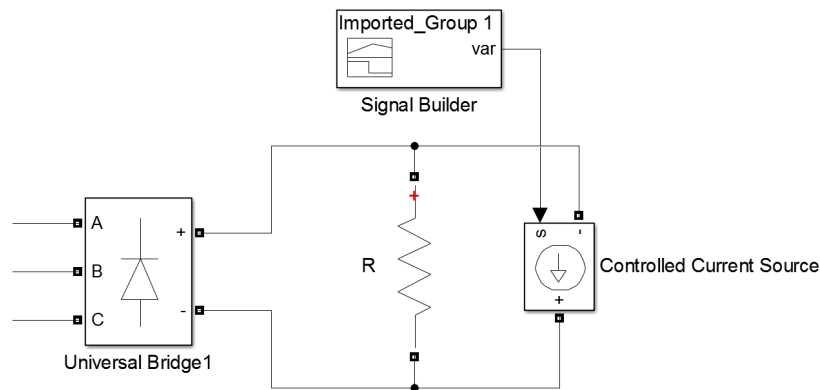 Imported_Group 1
var
Signal Builder
A
+
B
C
-
Universal Bridge1
+
R
s
-
+
Controlled Current Source